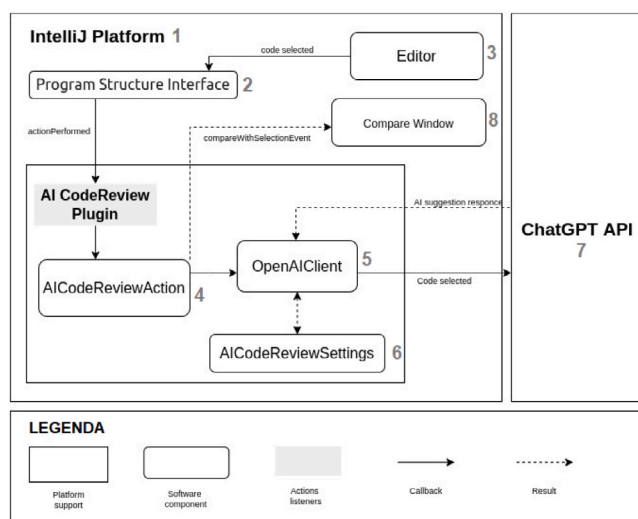 IntelliJ Platform 1
code selected
Editor 3
Program Structure Interface 2
actionPerformed
Compare Window 8
compareWithSelectionEvent
AI CodeReview
Plugin
AI suggestion responce
ChatGPT API
7
OpenAIClient 5
AICodeReviewAction 4
Code selected
AICodeReviewSettings 6
LEGENDA
Platform
support
Software
component
Actions
listeners
Callback
Result